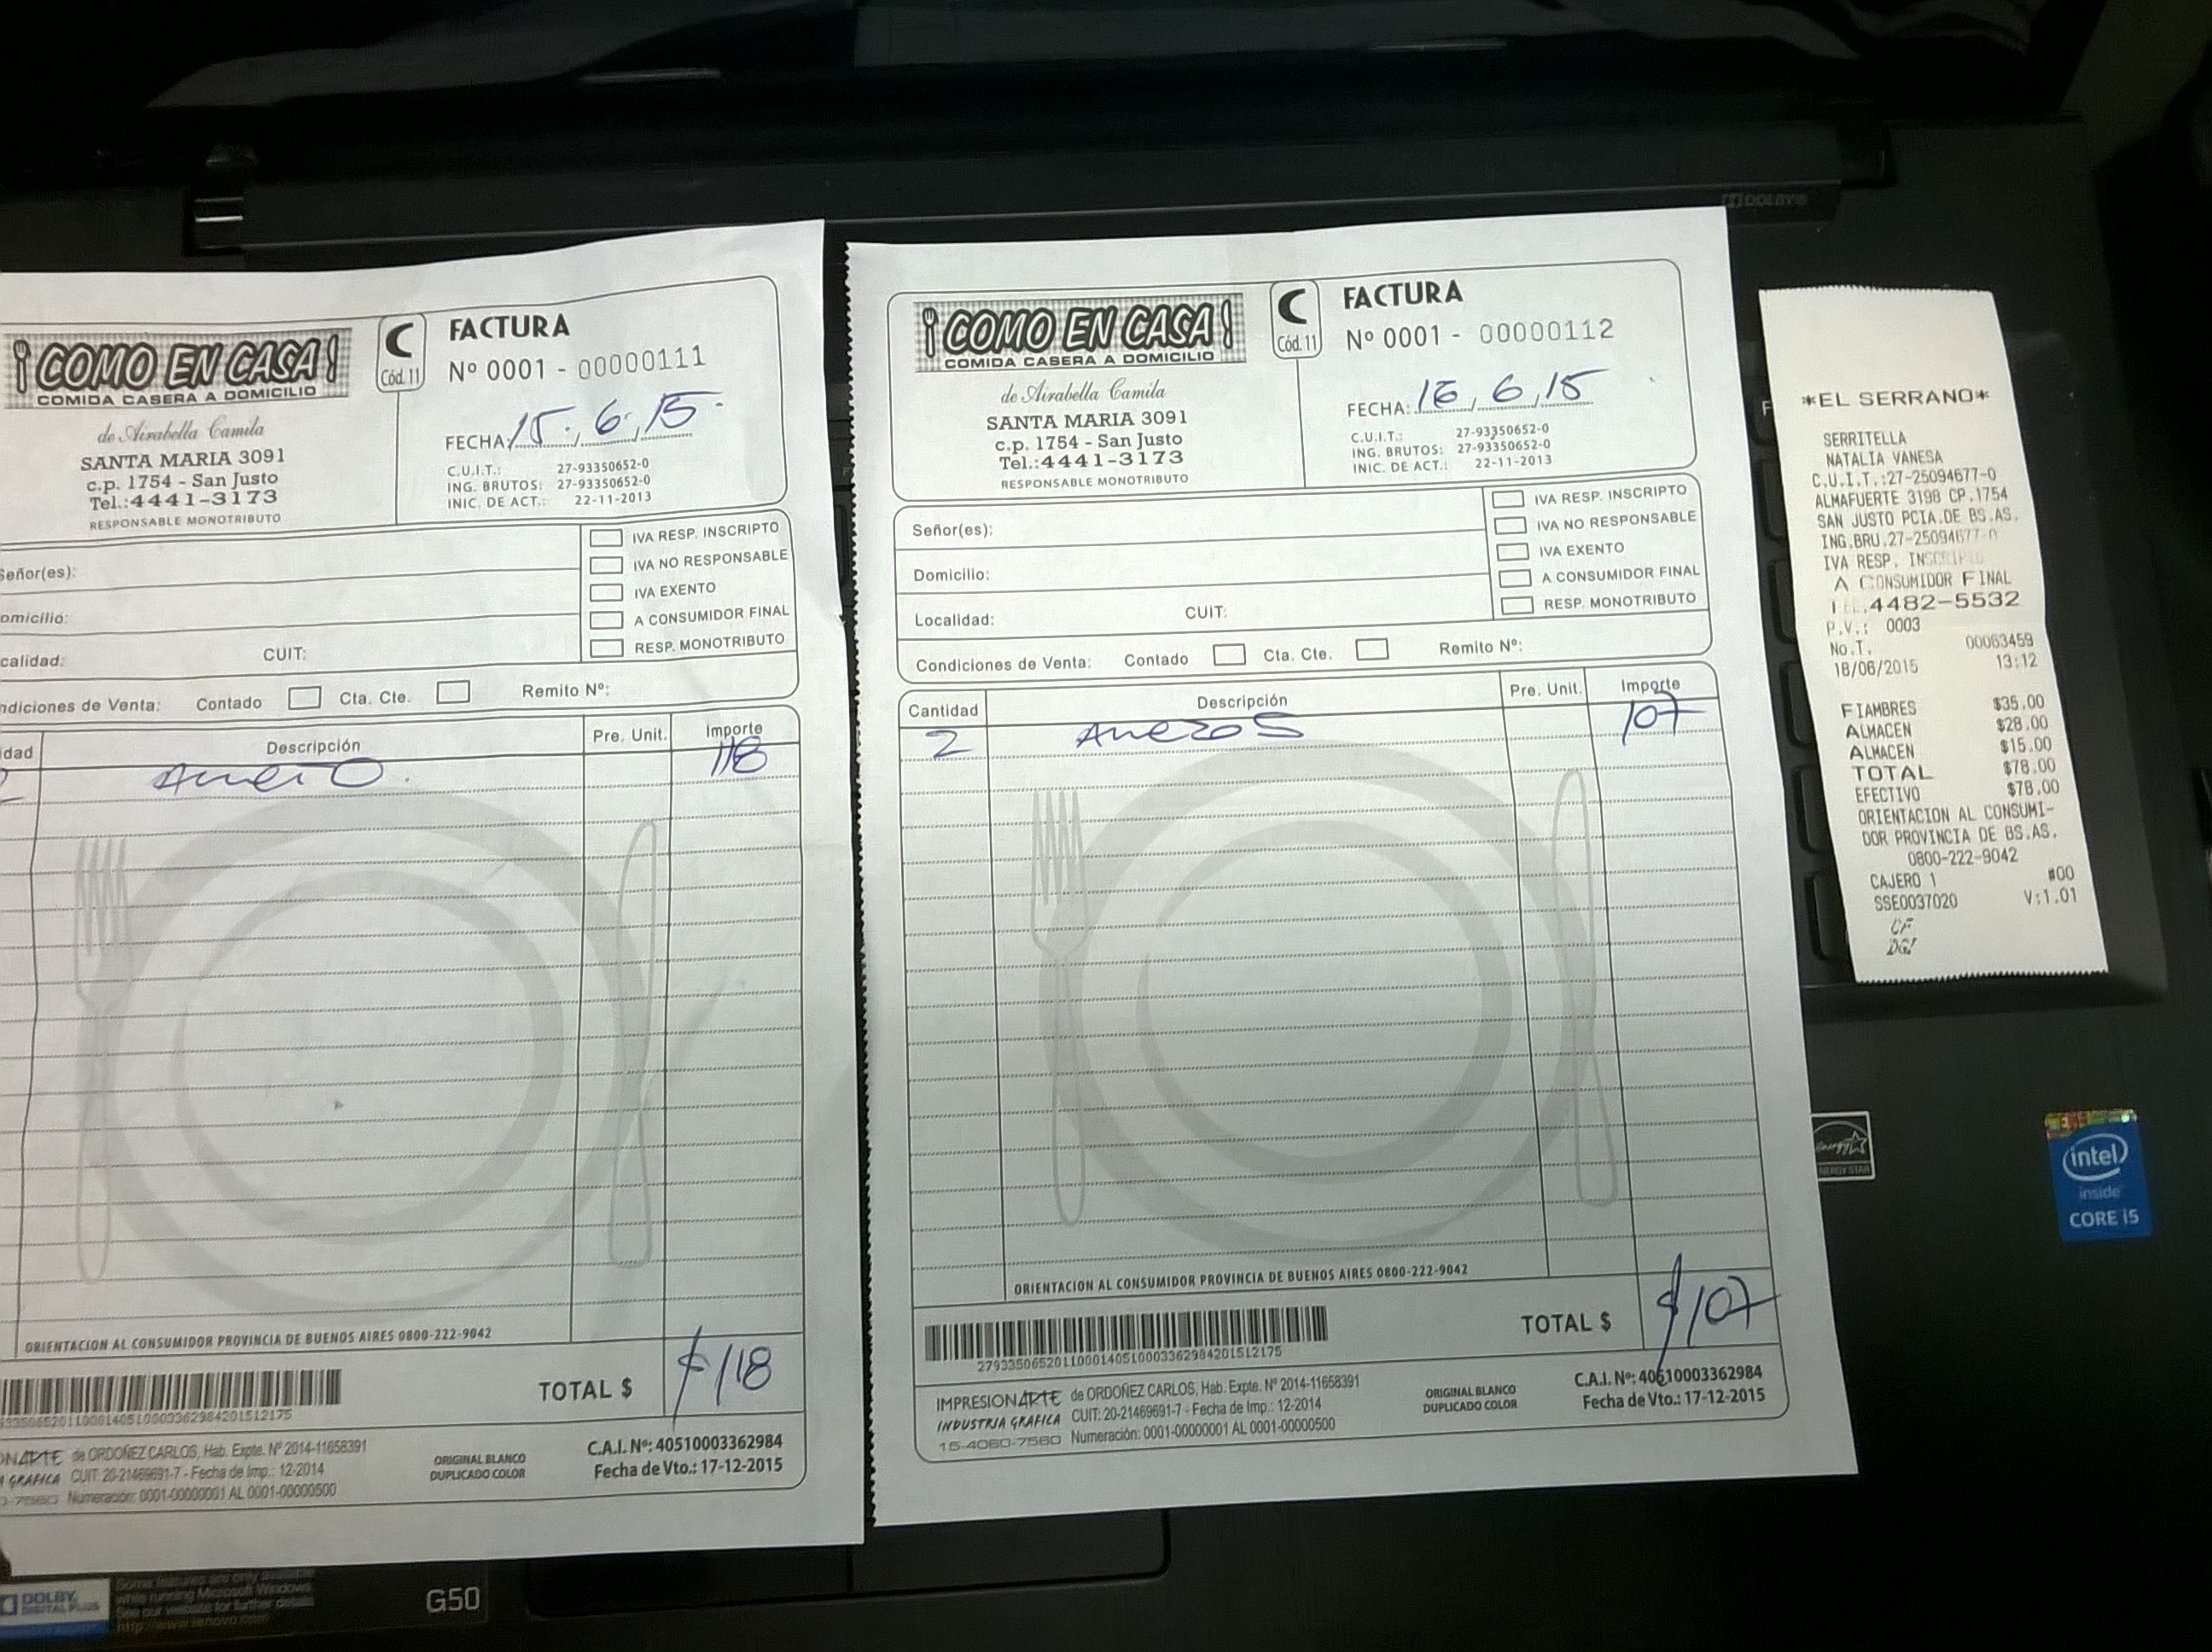 DOLBY
¡COMO EN CASA!
COMIDA CASERA A DOMICILIO
de Airabella Camila
SANTA MARIA 3091
c.p. 1754 - San Justo
Tel.:4441-3173
RESPONSABLE MONOTRIBUTO
C
Cód. 11
FACTURA
Nº 0001 - 00000111
FECHA: 15, 6, 15
C.U.I.T.: 27-93350652-0
ING. BRUTOS: 27-93350652-0
INIC. DE ACT.: 22-11-2013
IVA RESP. INSCRIPTO
IVA NO RESPONSABLE
IVA EXENTO
A CONSUMIDOR FINAL
RESP. MONOTRIBUTO
Señor(es):
omicilio:
calidad: CUIT:
ndiciones de Venta: Contado Cta. Cte. Remito Nº:
idad Descripción Pre. Unit. Importe
118
ORIENTACION AL CONSUMIDOR PROVINCIA DE BUENOS AIRES 0800-222-9042
TOTAL $ $118
3350652011000140510003362984201512175
ONARTE de ORDOÑEZ CARLOS, Hab. Expte. Nº 2014-11658391
GRAFICA CUIT: 20-21469691-7 - Fecha de Imp.: 12-2014
-7580 Numeración: 0001-00000001 AL 0001-00000500
ORIGINAL BLANCO
DUPLICADO COLOR
C.A.I. Nº: 40510003362984
Fecha de Vto.: 17-12-2015
¡COMO EN CASA!
COMIDA CASERA A DOMICILIO
de Airabella Camila
SANTA MARIA 3091
c.p. 1754 - San Justo
Tel.:4441-3173
RESPONSABLE MONOTRIBUTO
C
Cód. 11
FACTURA
Nº 0001 - 00000112
FECHA: 16, 6, 15
C.U.I.T.: 27-93350652-0
ING. BRUTOS: 27-93350652-0
INIC. DE ACT.: 22-11-2013
IVA RESP. INSCRIPTO
IVA NO RESPONSABLE
IVA EXENTO
A CONSUMIDOR FINAL
RESP. MONOTRIBUTO
Señor(es):
Domicilio:
Localidad: CUIT:
Condiciones de Venta: Contado Cta. Cte. Remito Nº:
Cantidad Descripción Pre. Unit. Importe
2 107
ORIENTACION AL CONSUMIDOR PROVINCIA DE BUENOS AIRES 0800-222-9042
TOTAL $ $107
2793350652011000140510003362984201512175
IMPRESIONARTE de ORDOÑEZ CARLOS, Hab. Expte. Nº 2014-11658391
INDUSTRIA GRAFICA CUIT: 20-21469691-7 - Fecha de Imp.: 12-2014
15-4060-7580 Numeración: 0001-00000001 AL 0001-00000500
ORIGINAL BLANCO
DUPLICADO COLOR
C.A.I. Nº: 40510003362984
Fecha de Vto.: 17-12-2015
*EL SERRANO*
SERRITELLA
NATALIA VANESA
C.U.I.T.:27-25094677-0
ALMAFUERTE 3198 CP.1754
SAN JUSTO PCIA.DE BS.AS.
ING.BRU.27-25094677-0
IVA RESP. INSCRIPTO
A CONSUMIDOR FINAL
4482-5532
P.V.: 0003
No.T. 00063459
18/06/2015 13:12
FIAMBRES $35.00
ALMACEN $28.00
ALMACEN $15.00
TOTAL $78.00
EFECTIVO $78.00
ORIENTACION AL CONSUMI-
DOR PROVINCIA DE BS.AS.
0800-222-9042
CAJERO 1 #00
SSE0037020 V:1.01
CF
DGI
energy
ENERGY STAR
intel
inside
CORE i5
DOLBY
DIGITAL PLUS
Some features are only available
while running Microsoft Windows
See our website for further details
http://www.lenovo.com
G50